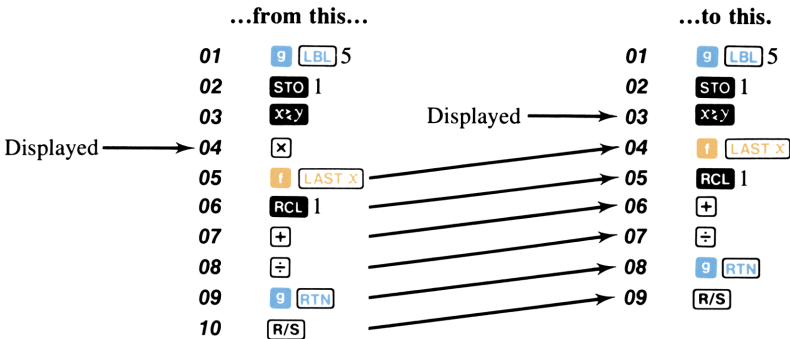 ...from this... ...to this.
01 g LBL 5 01 g LBL 5
02 STO 1 02 STO 1
03 x≷y Displayed 03 x≷y
Displayed 04 × 04 f LAST X
05 f LAST X 05 RCL 1
06 RCL 1 06 +
07 + 07 ÷
08 ÷ 08 g RTN
09 g RTN 09 R/S
10 R/S